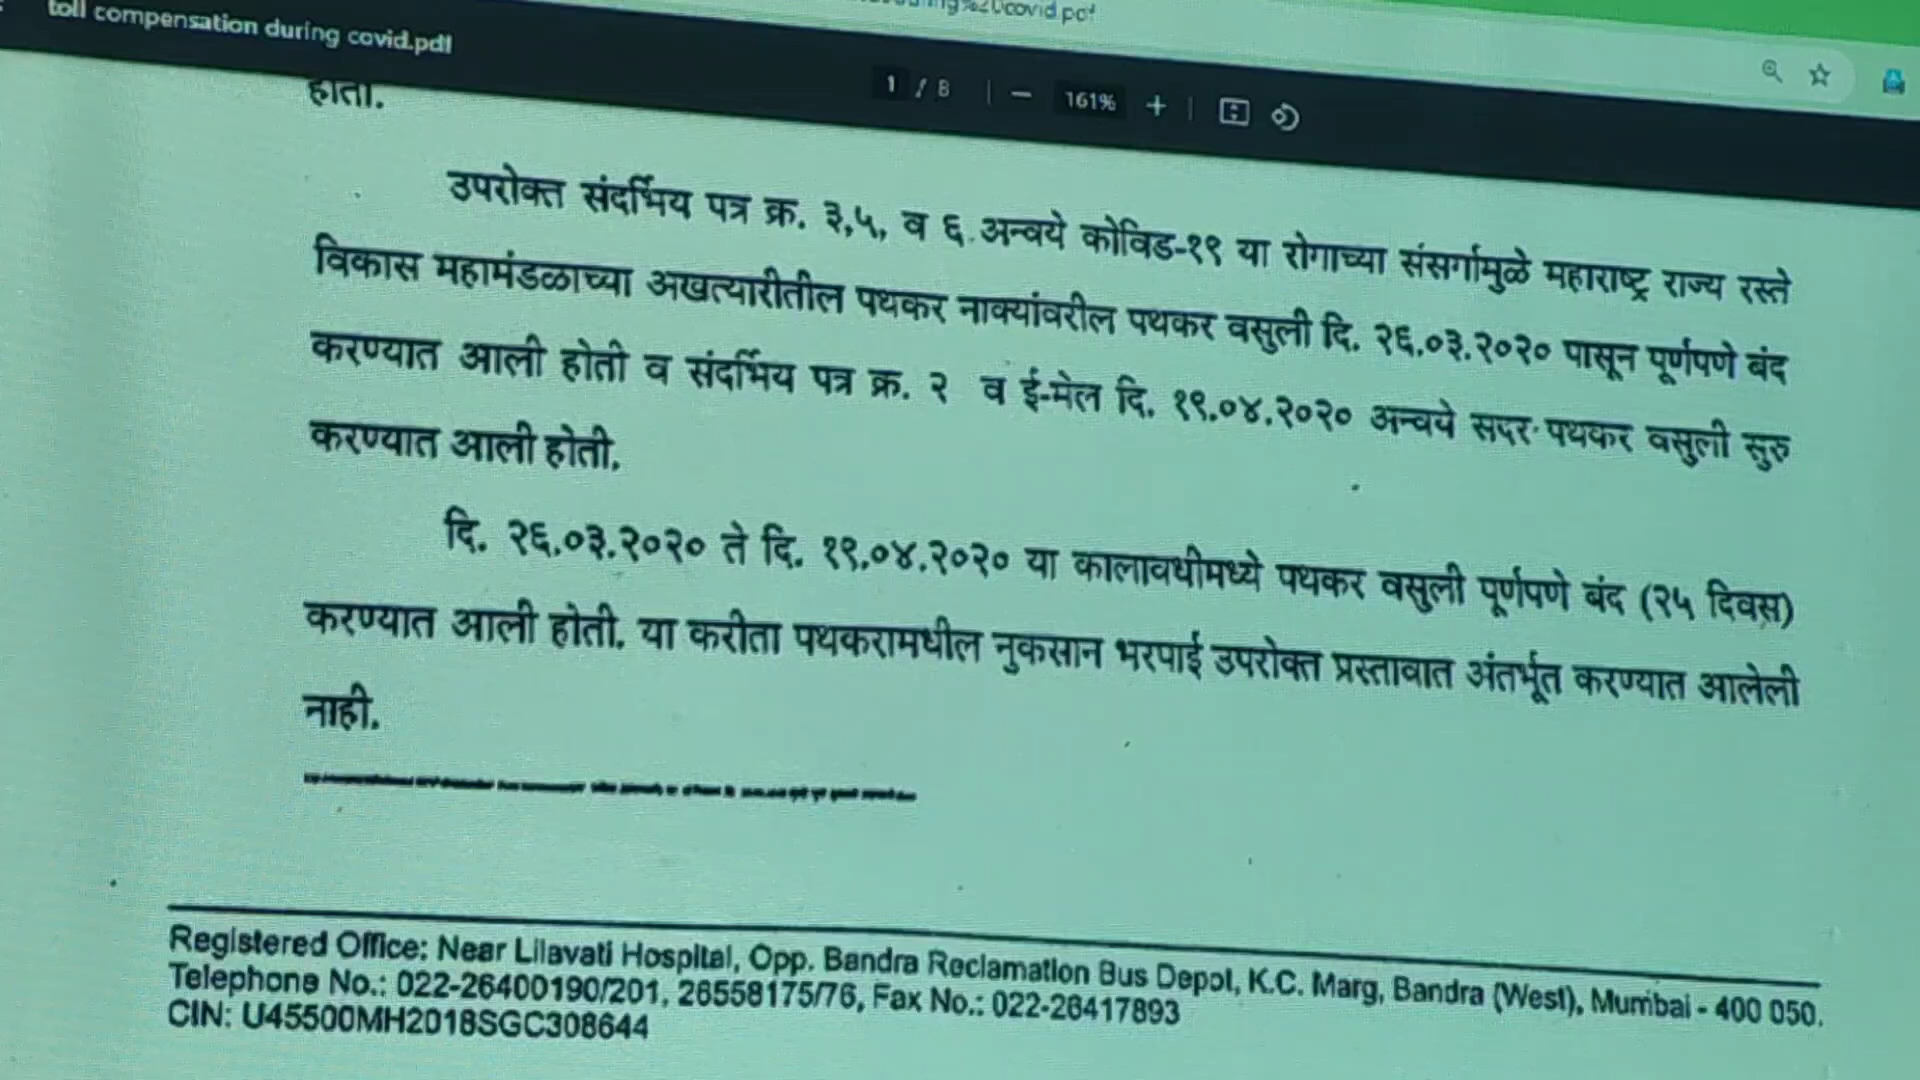 covid.pdf
toll compensation during covid.pdf
1 / 8 | − 161% + |
होता.
उपरोक्त संदर्भिय पत्र क्र. ३,५, व ६ अन्वये कोविड-१९ या रोगाच्या संसर्गामुळे महाराष्ट्र राज्य रस्ते
विकास महामंडळाच्या अखत्यारीतील पथकर नाक्यांवरील पथकर वसुली दि. २६.०३.२०२० पासून पूर्णपणे बंद
करण्यात आली होती व संदर्भिय पत्र क्र. २ व ई-मेल दि. १९.०४.२०२० अन्वये सदर पथकर वसुली सुरु
करण्यात आली होती.
दि. २६.०३.२०२० ते दि. १९.०४.२०२० या कालावधीमध्ये पथकर वसुली पूर्णपणे बंद (२५ दिवस)
करण्यात आली होती. या करीता पथकरामधील नुकसान भरपाई उपरोक्त प्रस्तावात अंतर्भूत करण्यात आलेली
नाही.
Registered Office: Near Lilavati Hospital, Opp. Bandra Reclamation Bus Depot, K.C. Marg, Bandra (West), Mumbai - 400 050.
Telephone No.: 022-26400190/201, 26558175/76, Fax No.: 022-26417893
CIN: U45500MH2018SGC308644